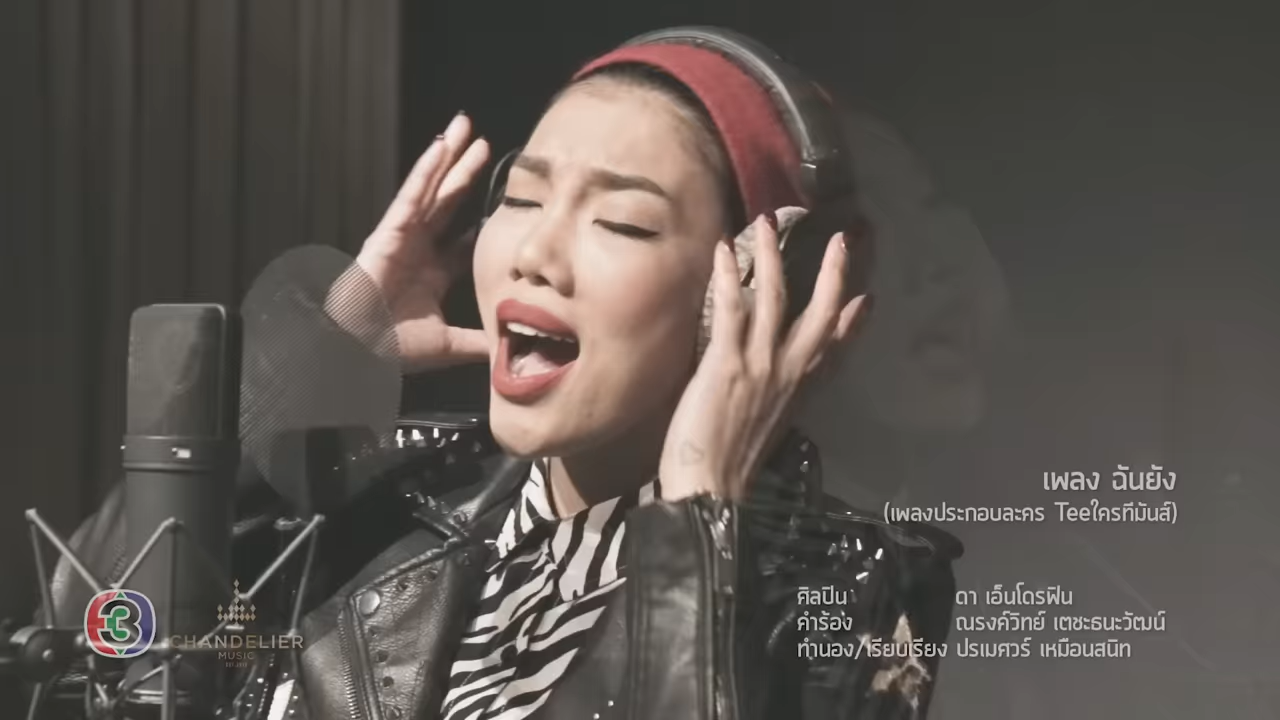 เพลง ฉันยัง
(เพลงประกอบละคร Teeใครทีมันส์)
ศิลปิน ดา เอ็นโดรฟิน
คำร้อง ณรงค์วิทย์ เตชะธนะวัฒน์
ทำนอง/เรียบเรียง ปรเมศวร์ เหมือนสนิท
3
CHANDELIER
MUSIC